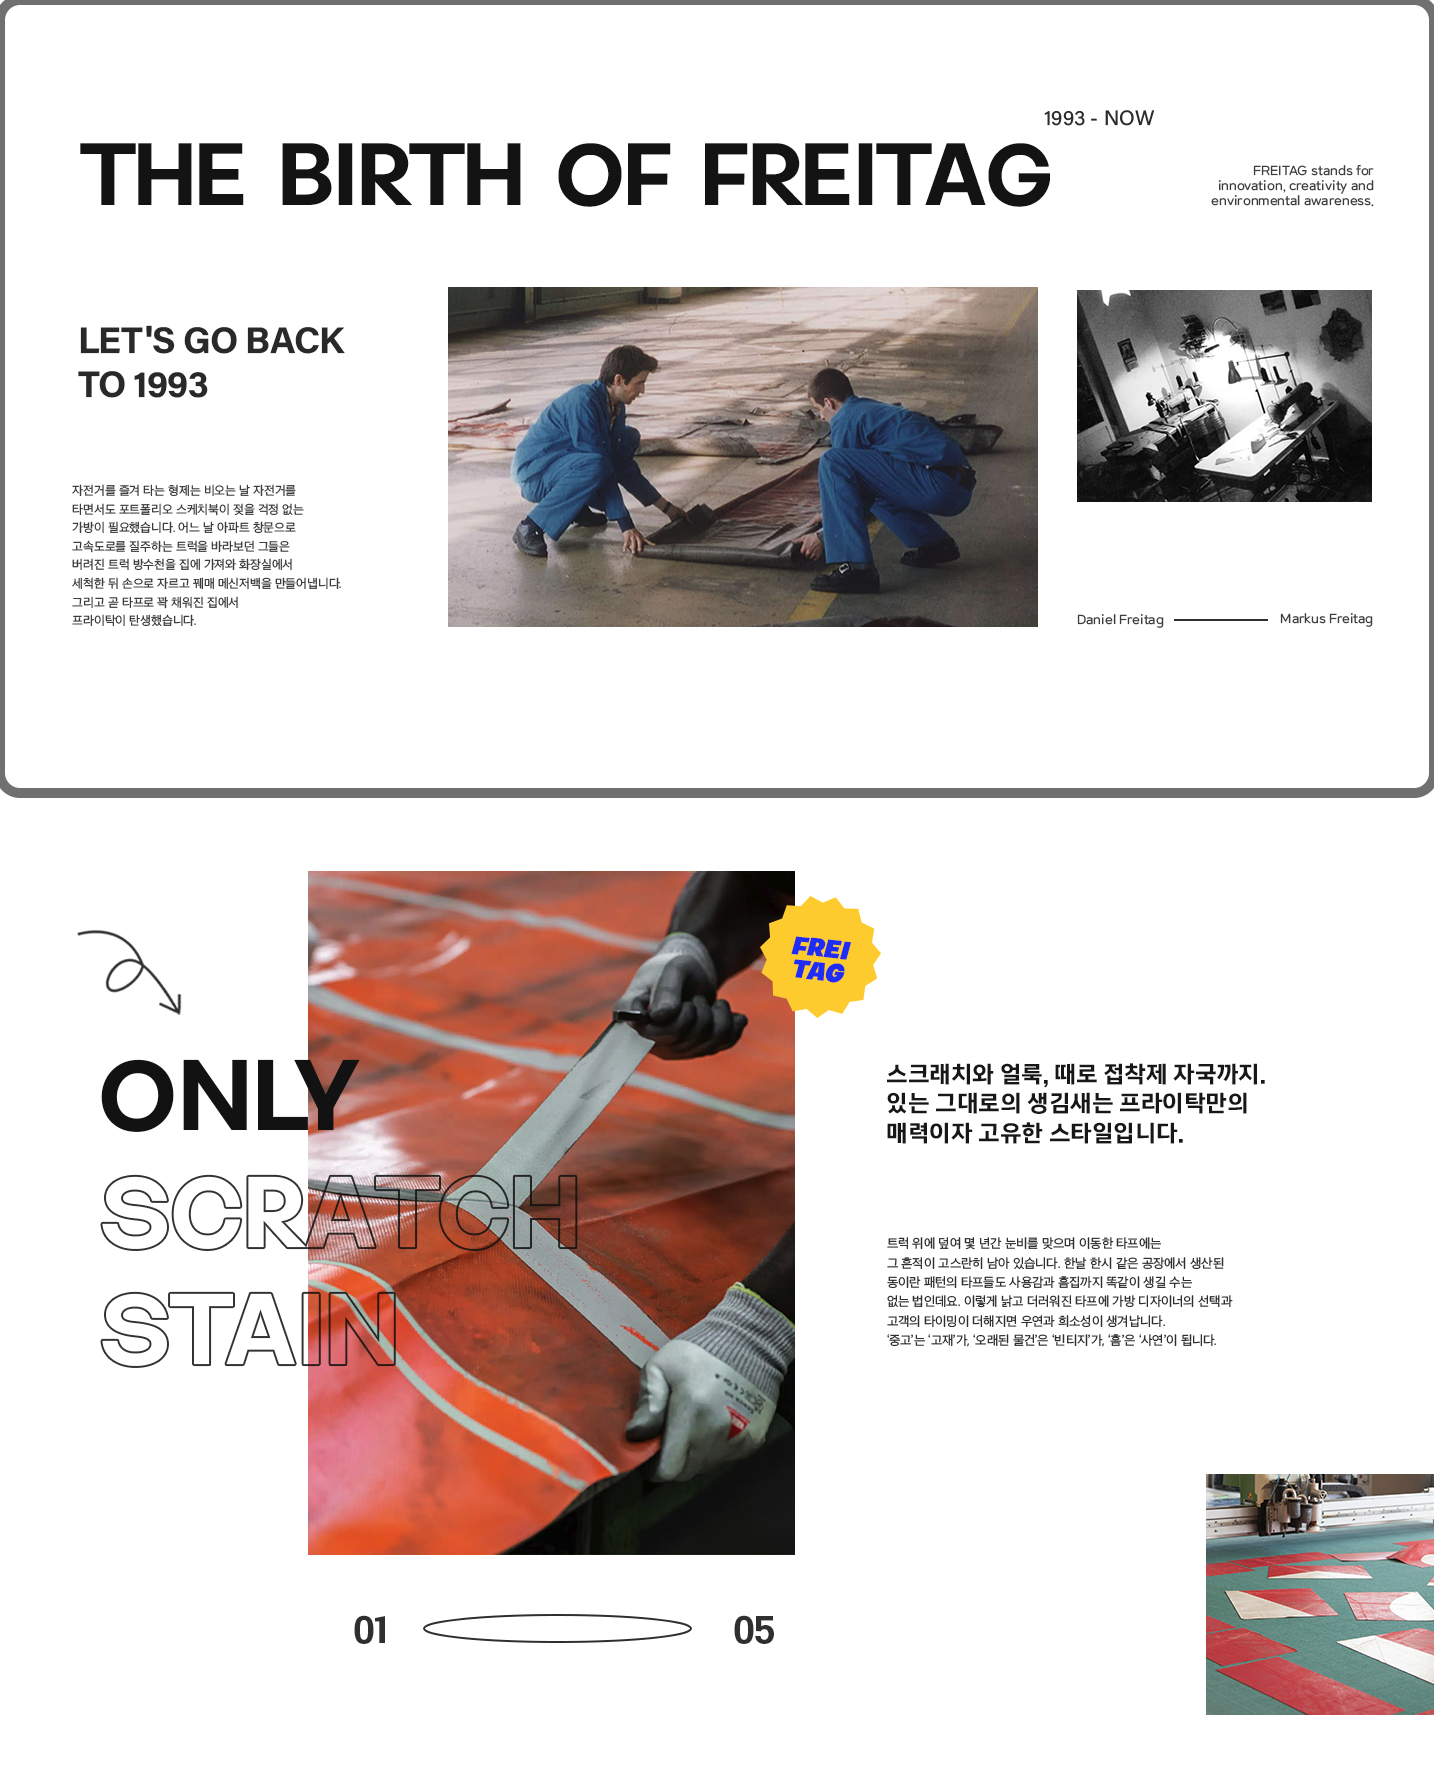 1993 - NOW
THE BIRTH OF FREITAG
FREITAG stands for
innovation, creativity and
environmental awareness.
LET'S GO BACK
TO 1993
자전거를 즐겨 타는 형제는 비오는 날 자전거를
타면서도 포트폴리오 스케치북이 젖을 걱정 없는
가방이 필요했습니다. 어느 날 아파트 창문으로
고속도로를 질주하는 트럭을 바라보던 그들은
버려진 트럭 방수천을 집에 가져와 화장실에서
세척한 뒤 손으로 자르고 꿰매 메신저백을 만들어냅니다.
그리고 곧 타프로 꽉 채워진 집에서
프라이탁이 탄생했습니다.
Daniel Freitag
Markus Freitag
FREI
TAG
ONLY
SCRATCH
STAIN
스크래치와 얼룩, 때로 접착제 자국까지.
있는 그대로의 생김새는 프라이탁만의
매력이자 고유한 스타일입니다.
트럭 위에 덮여 몇 년간 눈비를 맞으며 이동한 타프에는
그 흔적이 고스란히 남아 있습니다. 한날 한시 같은 공장에서 생산된
동이란 패턴의 타프들도 사용감과 흠집까지 똑같이 생길 수는
없는 법인데요. 이렇게 낡고 더러워진 타프에 가방 디자이너의 선택과
고객의 타이밍이 더해지면 우연과 희소성이 생겨납니다.
‘중고’는 ‘고재’가, ‘오래된 물건’은 ‘빈티지’가, ‘흠’은 ‘사연’이 됩니다.
01
05